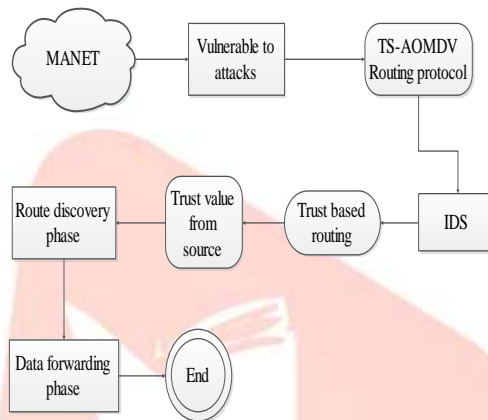 MANET
Vulnerable to
attacks
TS-AOMDV
Routing protocol
IDS
Trust based
routing
Trust value
from
source
Route discovery
phase
Data forwarding
phase
End